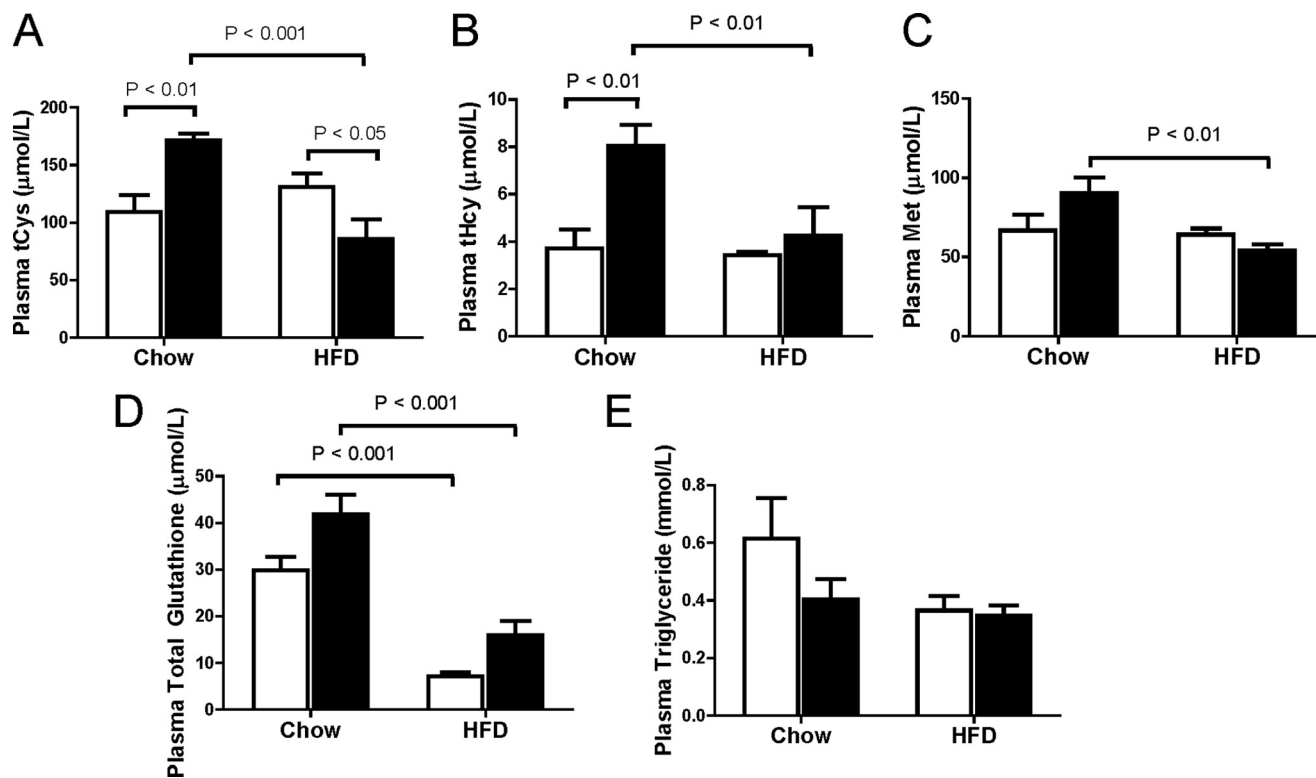 A
P < 0.001
P < 0.01
P < 0.05
Plasma tCys (μmol/L)
200
150
100
50
0
Chow HFD
B
P < 0.01
P < 0.01
Plasma tHcy (μmol/L)
10
8
6
4
2
0
Chow HFD
C
P < 0.01
Plasma Met (μmol/L)
150
100
50
0
Chow HFD
D
P < 0.001
P < 0.001
Plasma Total Glutathione (μmol/L)
50
40
30
20
10
0
Chow HFD
E
Plasma Triglyceride (mmol/L)
0.8
0.6
0.4
0.2
0.0
Chow HFD